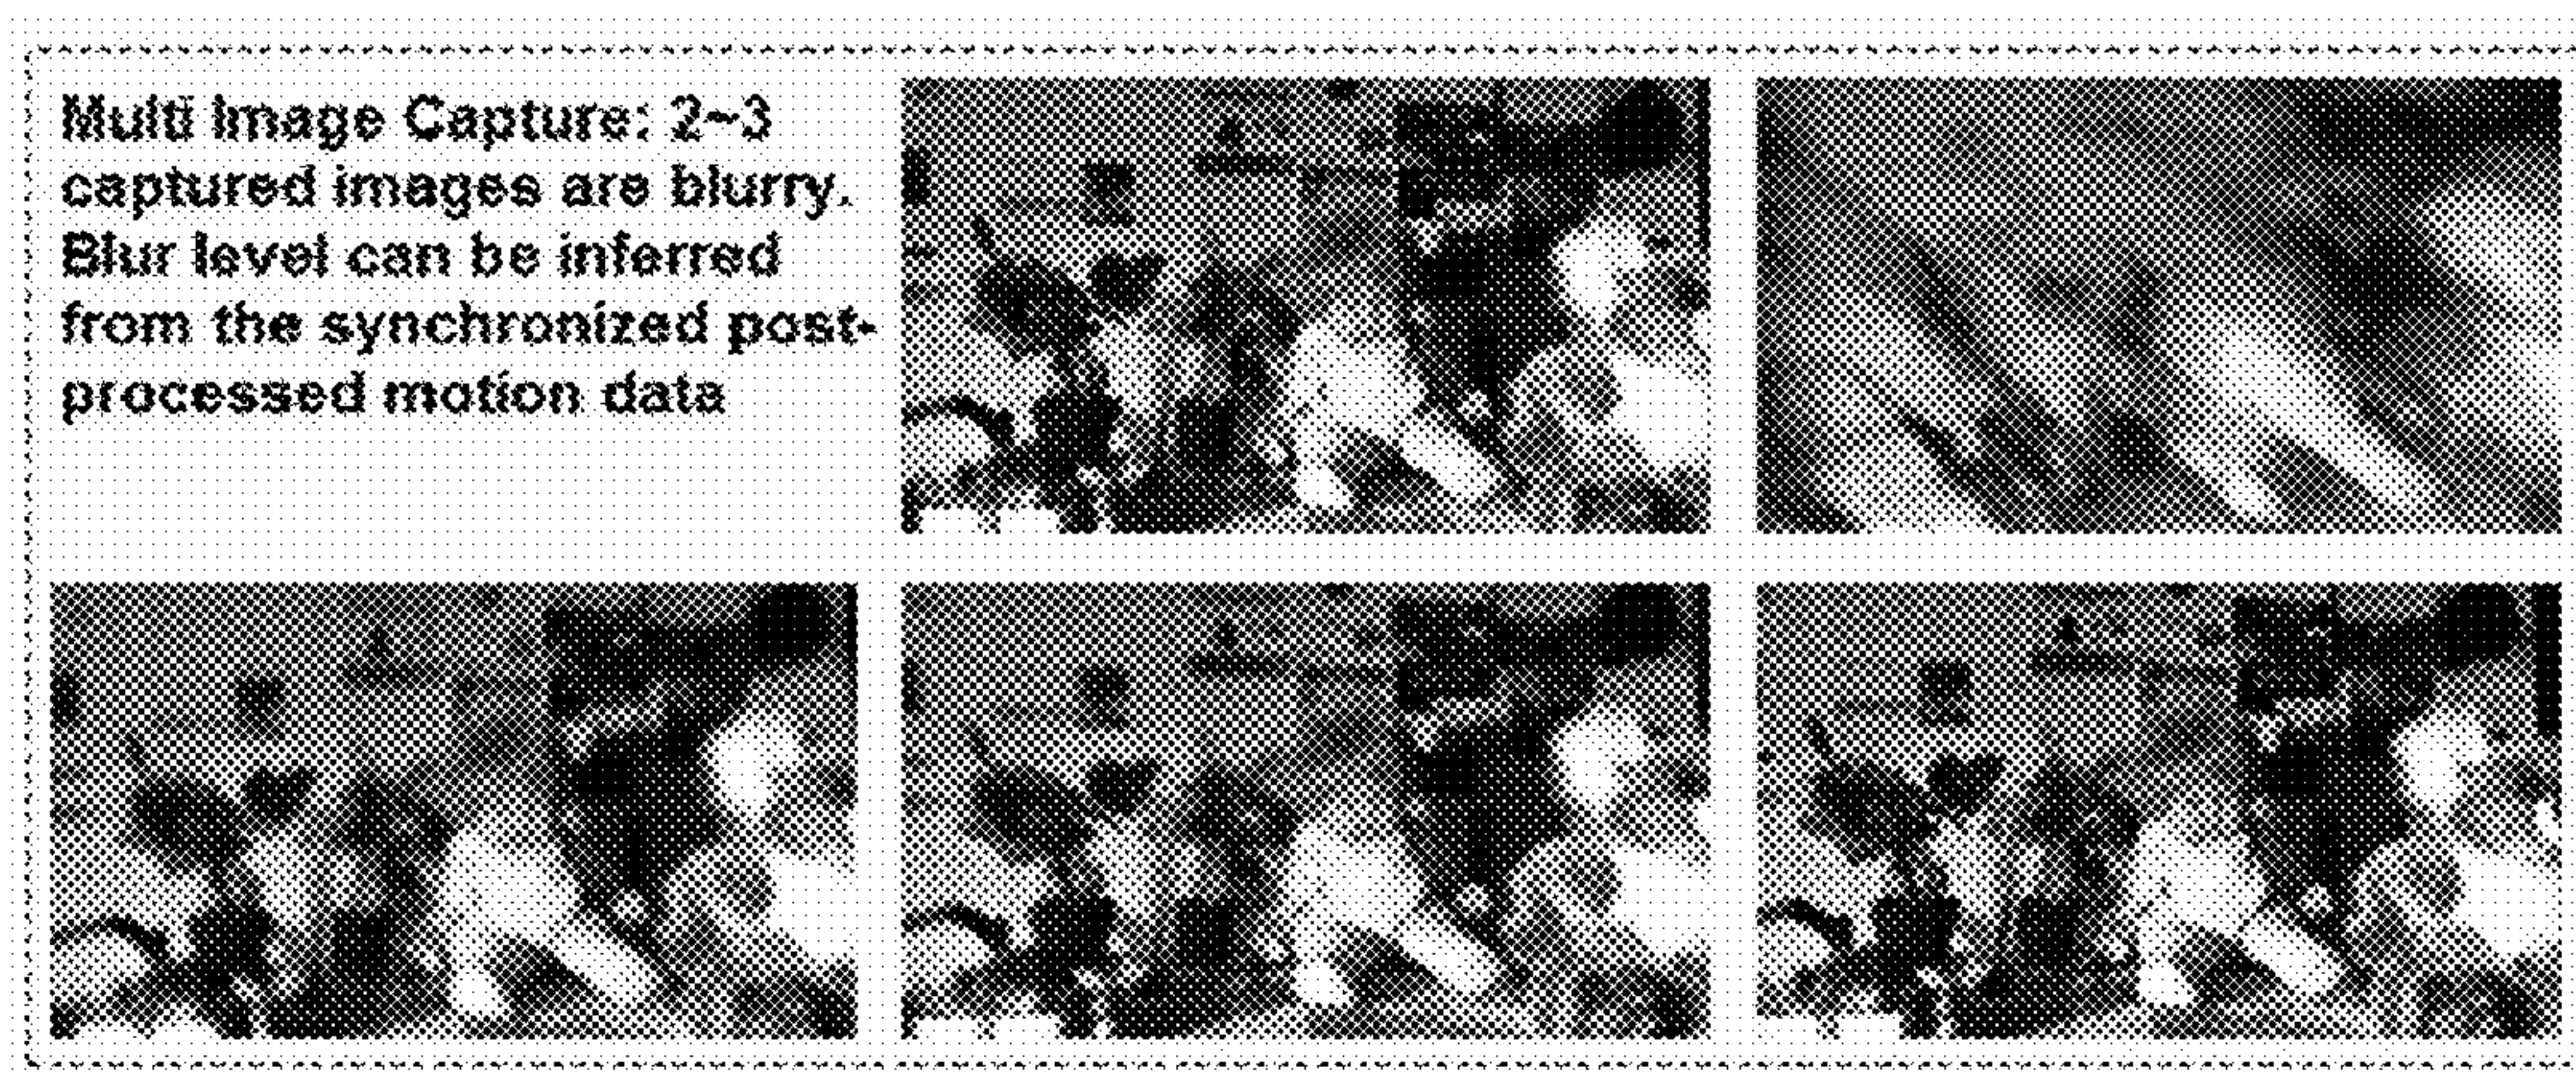 Multi Image Capture: 2~3
captured images are blurry.
Blur level can be inferred
from the synchronized post-
processed motion data